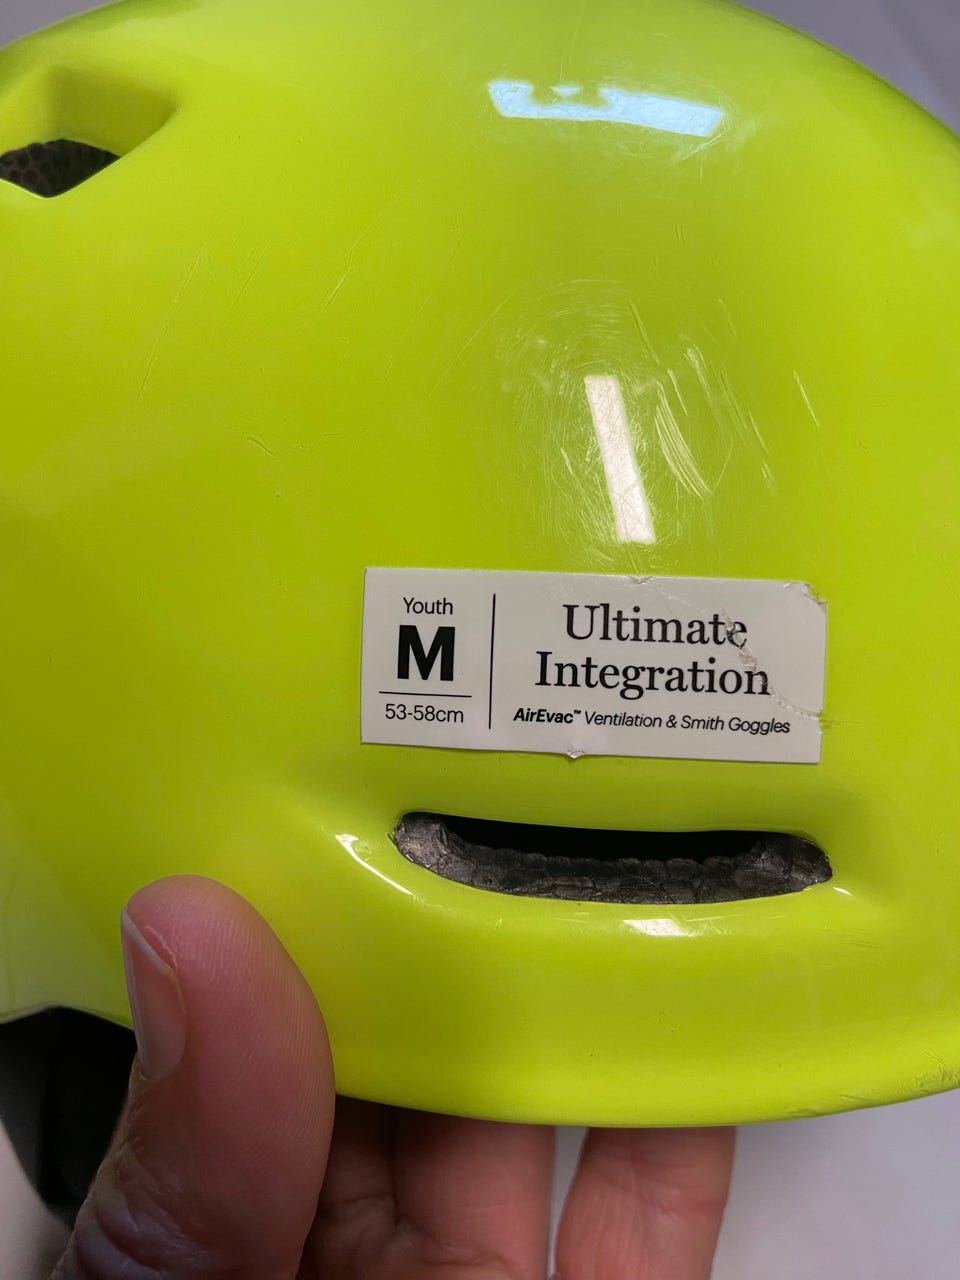 Youth
M
53-58cm
Ultimate
Integration
AirEvac™ Ventilation & Smith Goggles